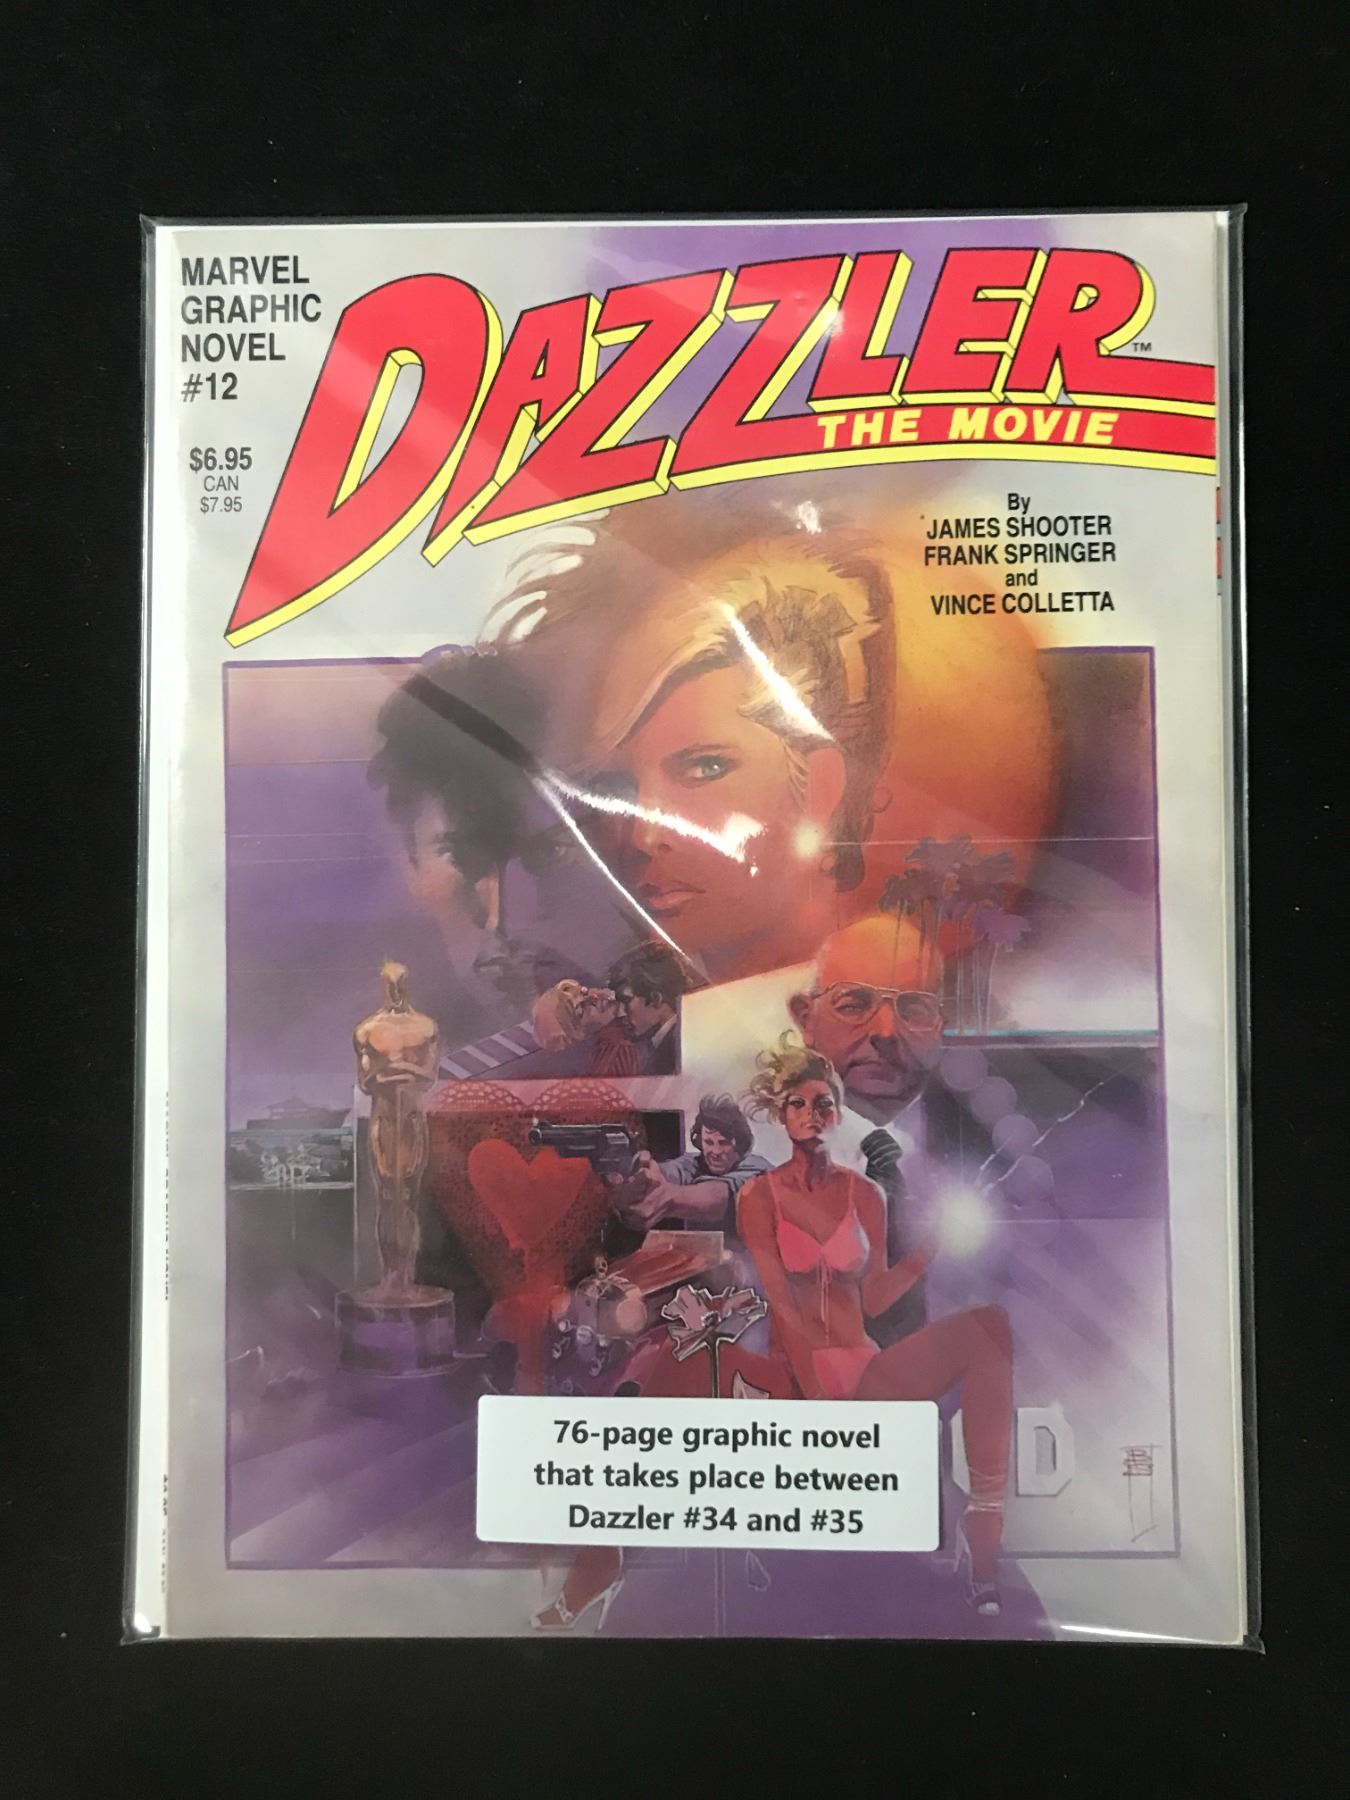 MARVEL
GRAPHIC
NOVEL
#12
$6.95
CAN
$7.95
DAZZLER
TM
THE MOVIE
By
JAMES SHOOTER
FRANK SPRINGER
and
VINCE COLLETTA
D
76-page graphic novel
that takes place between
Dazzler #34 and #35